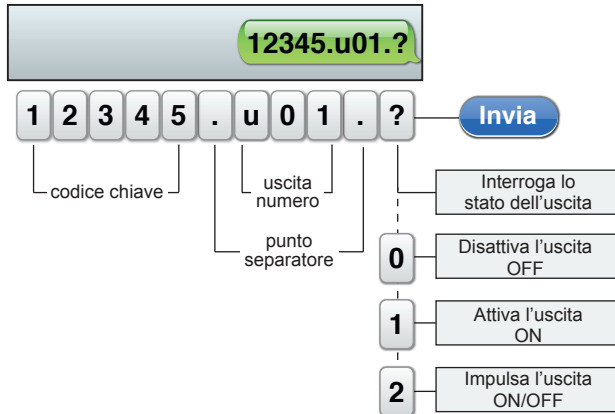 12345.u01.?
1 2 3 4 5 . u 0 1 . ?
Invia
codice chiave
uscita
numero
punto
separatore
Interroga lo
stato dell'uscita
0
Disattiva l'uscita
OFF
1
Attiva l'uscita
ON
2
Impulsa l'uscita
ON/OFF